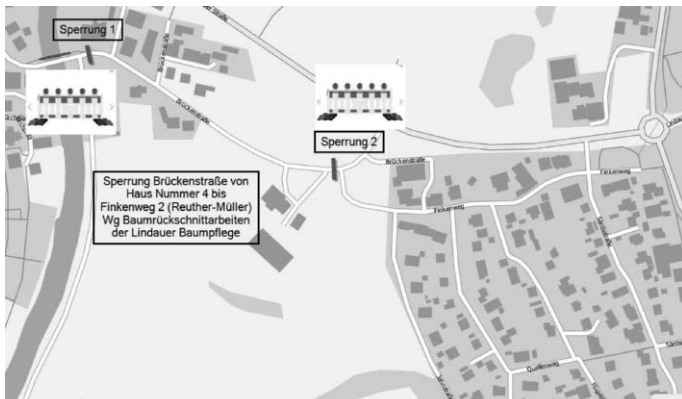 Sperrung 1
Brückenstraße
Sperrung 2
Brückenstraße
Finkenweg
Finkenweg
Sperrung Brückenstraße von
Haus Nummer 4 bis
Finkenweg 2 (Reuther-Müller)
Wg Baumrückschnittarbeiten
der Lindauer Baumpflege
Quellenweg